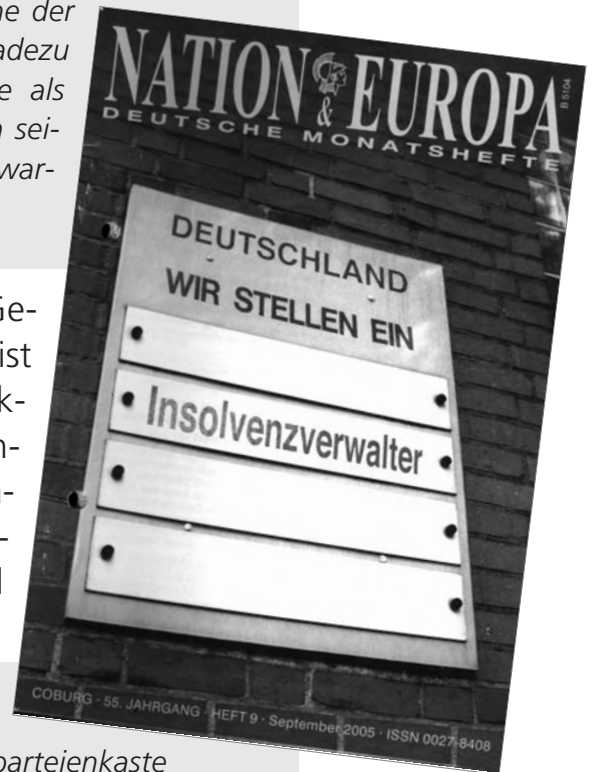 ne der
adezu
e als
n sei-
war-
Ge-
ist
k-
n-
-
-
parteienkaste
NATION & EUROPA
DEUTSCHE MONATSHEFTE
B 5104
DEUTSCHLAND
WIR STELLEN EIN
Insolvenzverwalter
COBURG · 55. JAHRGANG · HEFT 9 · September 2005 · ISSN 0027-8408